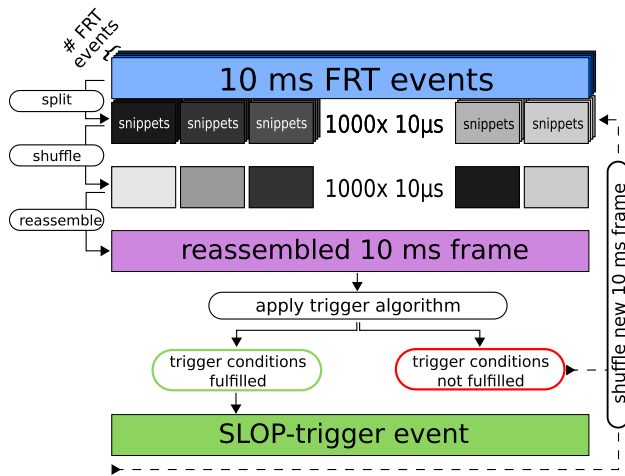 # FRT
events
10 ms FRT events
split
snippets snippets snippets 1000x 10µs snippets snippets
shuffle
1000x 10µs
reassemble
reassembled 10 ms frame
apply trigger algorithm
trigger conditions
fulfilled
trigger conditions
not fulfilled
SLOP-trigger event
shuffle new 10 ms frame